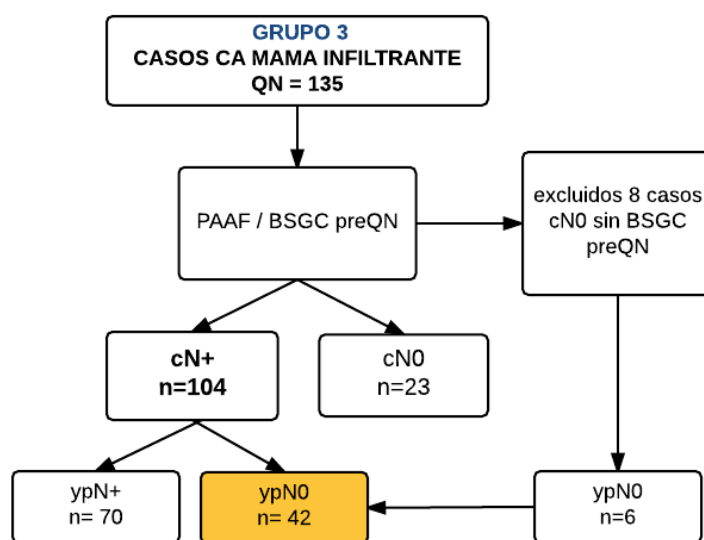 GRUPO 3
CASOS CA MAMA INFILTRANTE
QN = 135
PAAF / BSGC preQN
excluidos 8 casos
cN0 sin BSGC
preQN
cN+
n=104
cN0
n=23
ypN+
n= 70
ypN0
n= 42
ypN0
n=6